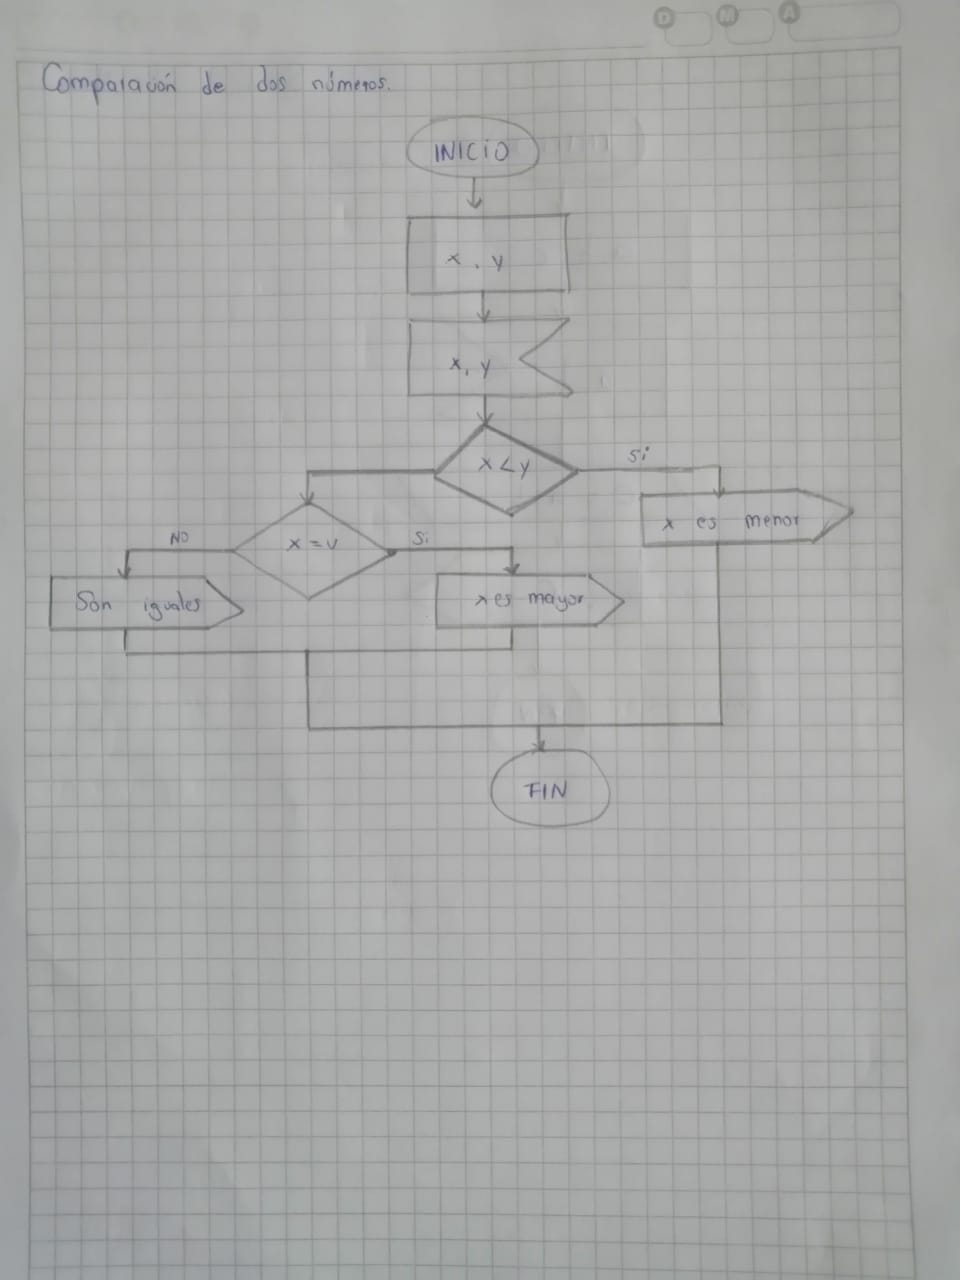 D M A
Comparación de dos números.
INICIO
x . y
x, y
x < y
Si
x es menor
x = v
NO
Si
Son iguales
x es mayor
FIN